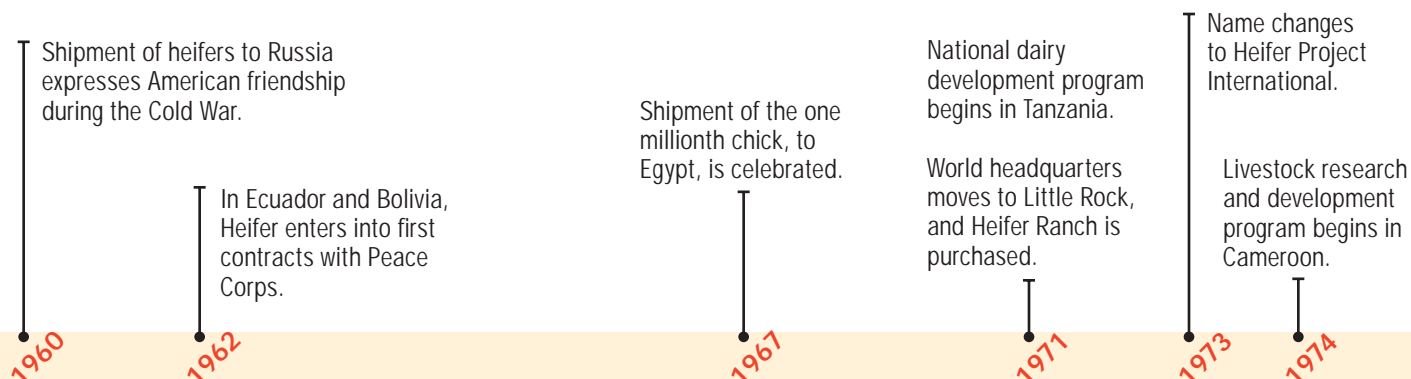 Shipment of heifers to Russia
expresses American friendship
during the Cold War.
In Ecuador and Bolivia,
Heifer enters into first
contracts with Peace
Corps.
Shipment of the one
millionth chick, to
Egypt, is celebrated.
National dairy
development program
begins in Tanzania.
World headquarters
moves to Little Rock,
and Heifer Ranch is
purchased.
Name changes
to Heifer Project
International.
Livestock research
and development
program begins in
Cameroon.
1960
1962
1967
1971
1973
1974